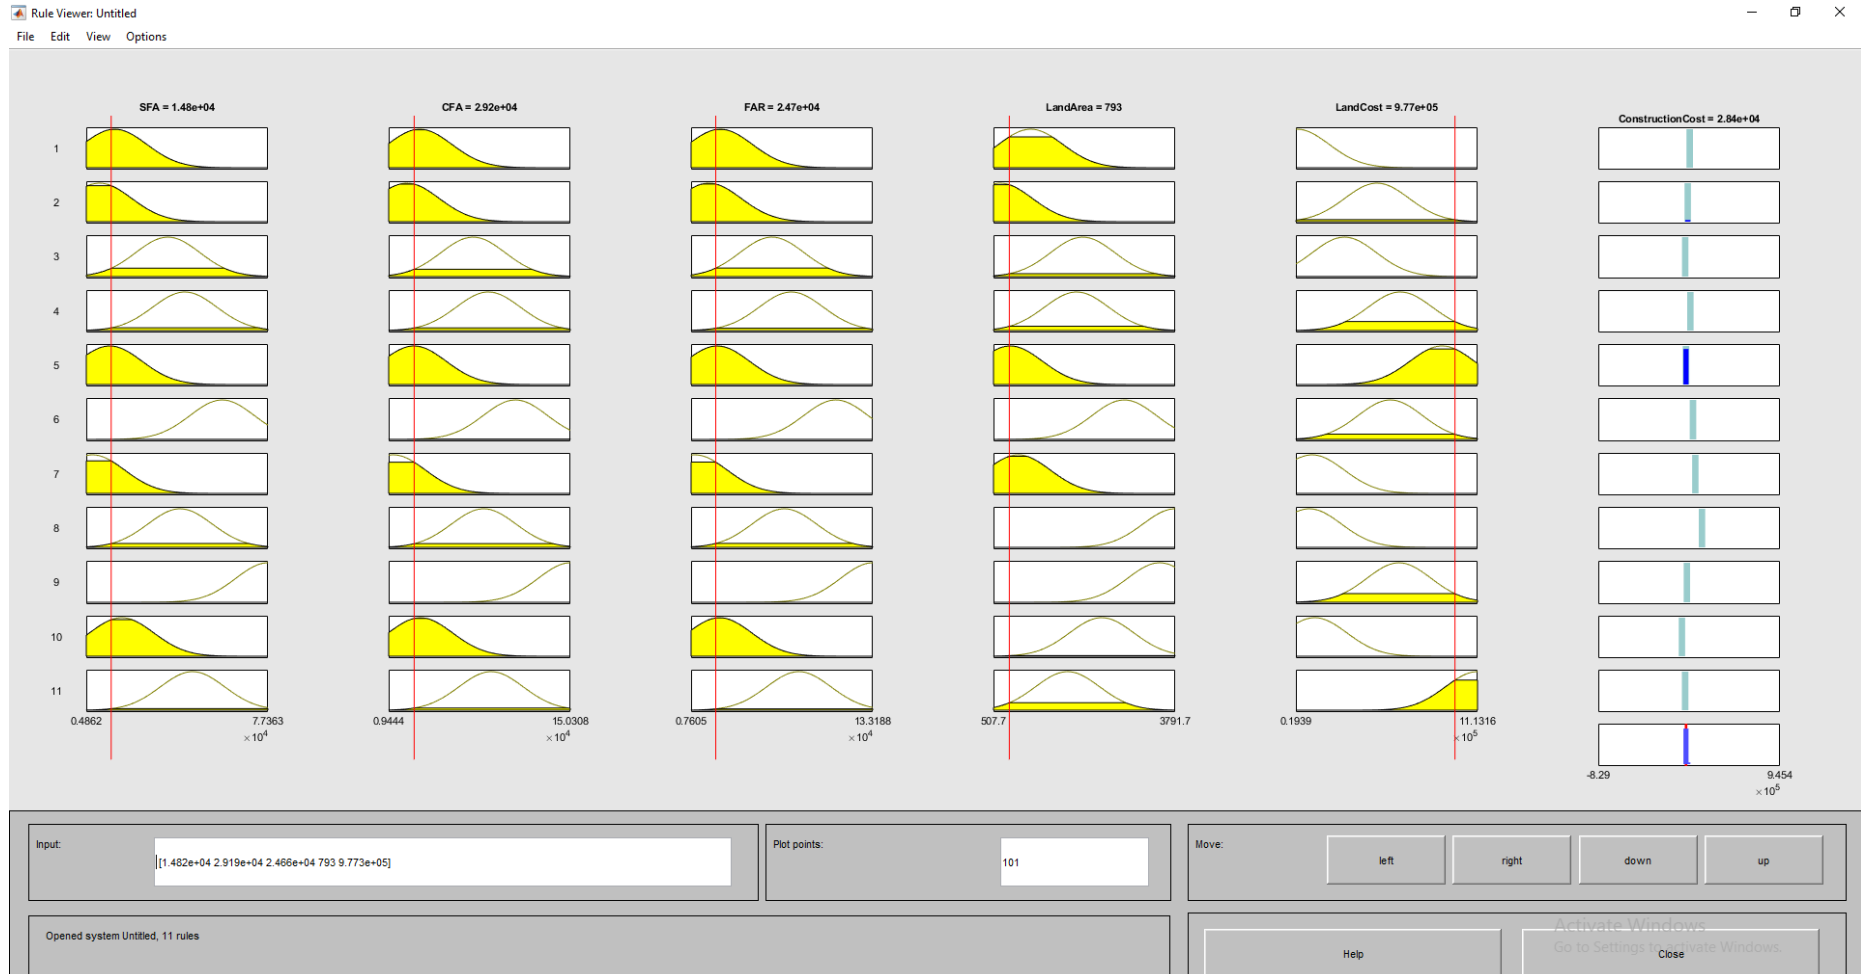 Rule Viewer: Untitled
File Edit View Options
SFA = 1.48e+04 CFA = 2.92e+04 FAR = 2.47e+04 LandArea = 793 LandCost = 9.77e+05
ConstructionCost = 2.84e+04
1
2
3
4
5
6
7
8
9
10
11
0.4862 7.7363 0.9444 15.0308 0.7605 13.3188 507.7 3791.7 0.1939 11.1316
×10⁴ ×10⁴ ×10⁴ ×10⁵
-8.29 9.454
×10⁵
Input: [1.482e+04 2.919e+04 2.466e+04 793 9.773e+05]
Plot points: 101
Move: left right down up
Opened system Untitled, 11 rules
Help Close
Activate Windows
Go to Settings to activate Windows.